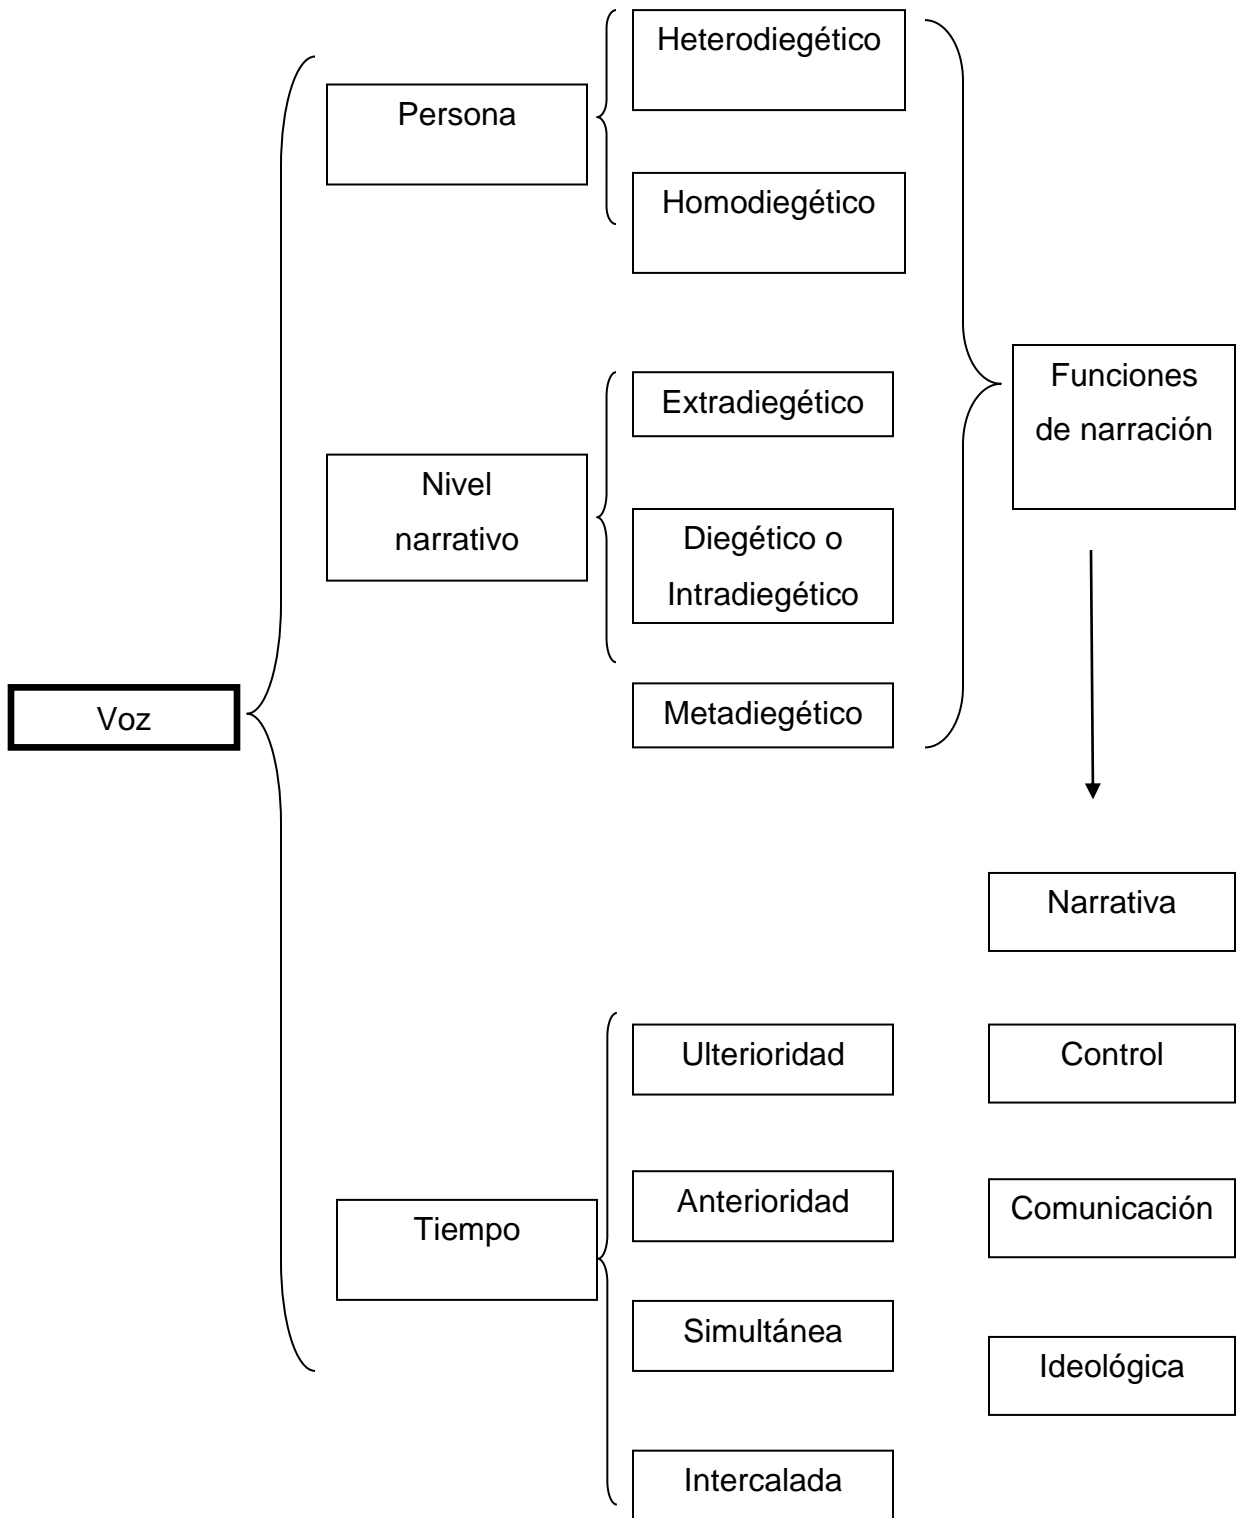 Heterodiegético
Persona
Homodiegético
Extradiegético
Nivel
narrativo
Diegético o
Intradiegético
Metadiegético
Funciones
de narración
Voz
Narrativa
Ulterioridad
Control
Anterioridad
Comunicación
Tiempo
Simultánea
Ideológica
Intercalada